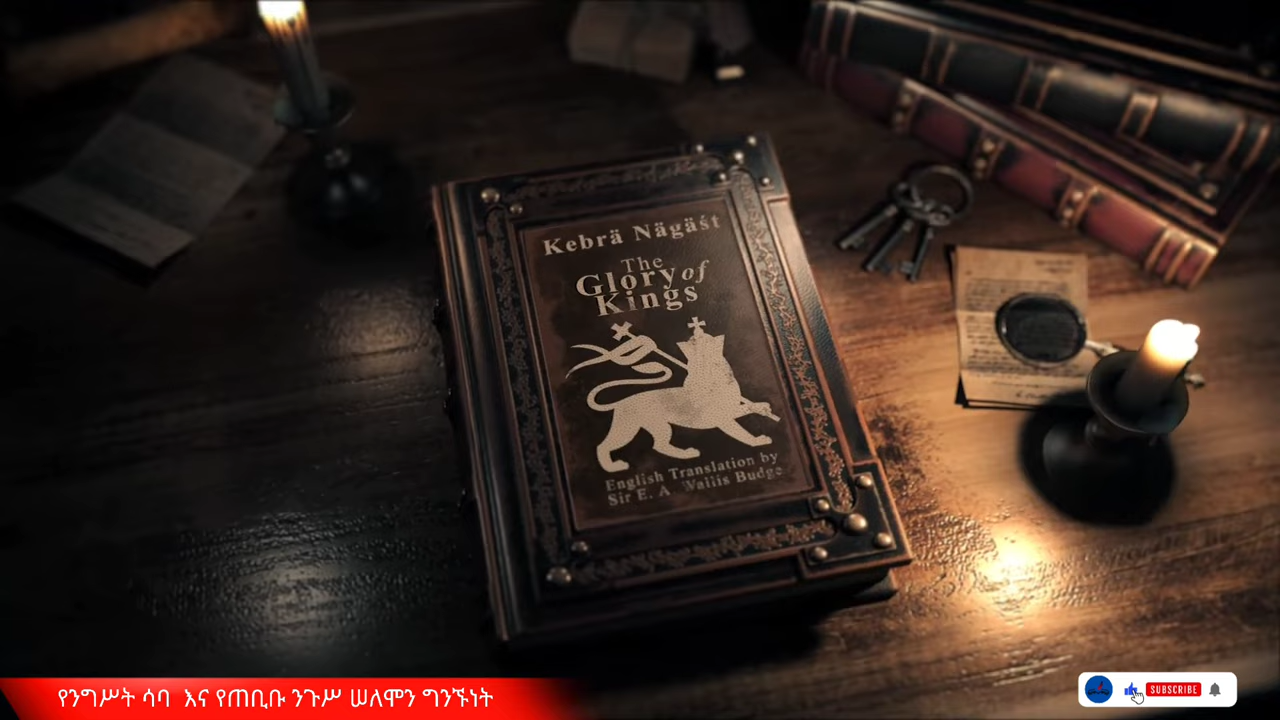 Kebrä Nägäśt
The
Glory of
Kings
English Translation by
Sir E. A Wallis Budge
የንግሥት ሳባ እና የጠቢቡ ንጉሥ ሠለሞን ግንኙነት
SUBSCRIBE